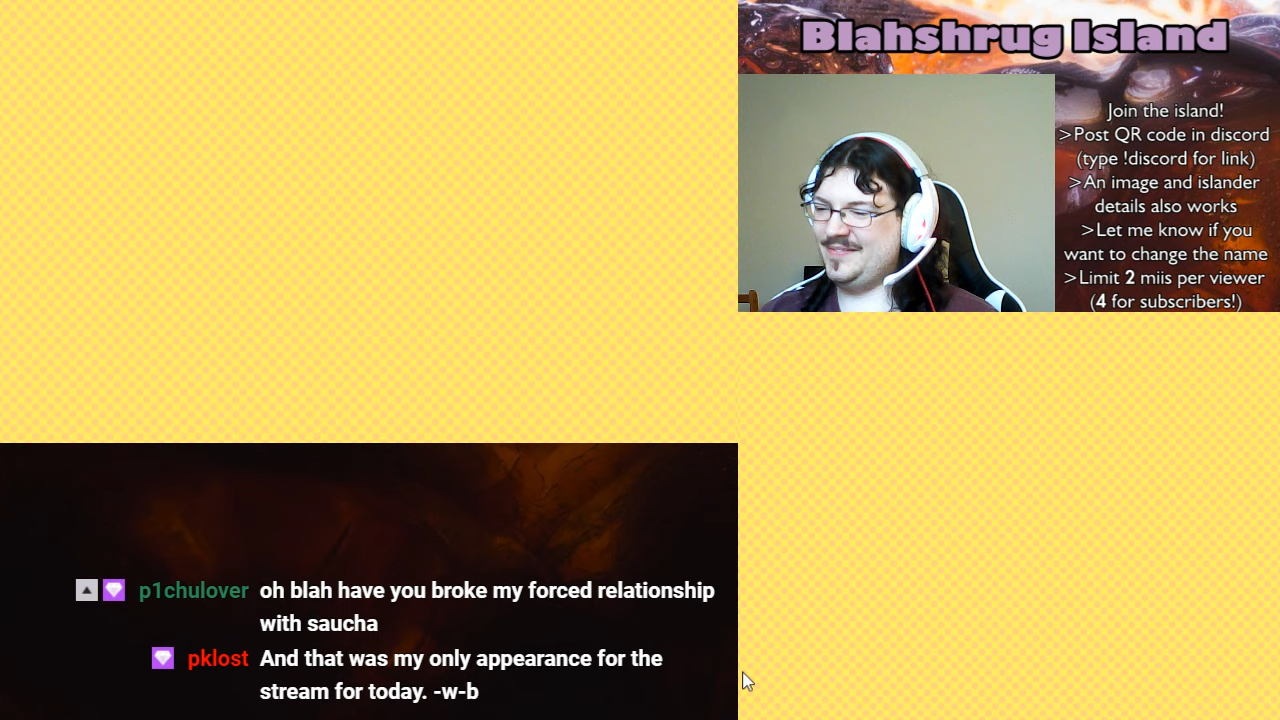 Blahshrug Island
Join the island!
>Post QR code in discord
(type !discord for link)
>An image and islander
details also works
>Let me know if you
want to change the name
>Limit 2 miis per viewer
(4 for subscribers!)
p1chulover oh blah have you broke my forced relationship
with saucha
pklost And that was my only appearance for the
stream for today. -w-b